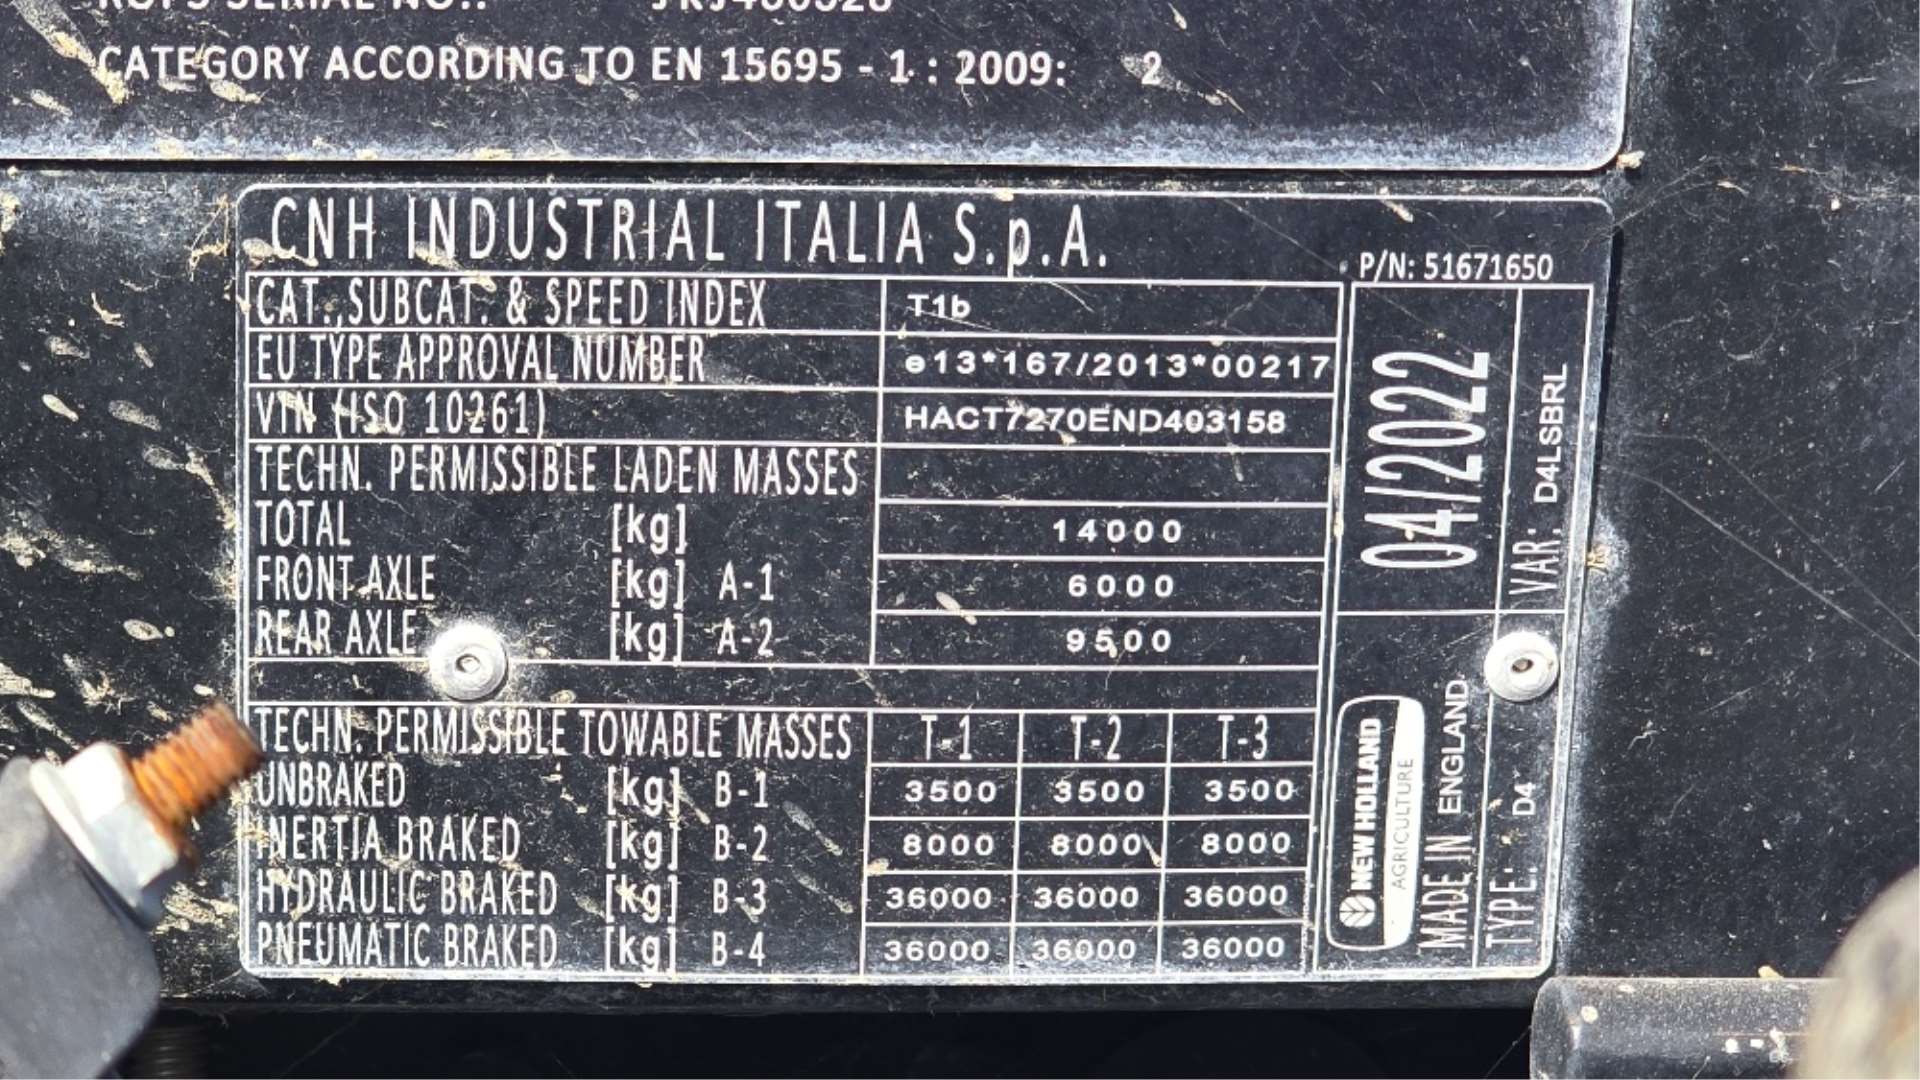 CATEGORY ACCORDING TO EN 15695 - 1 : 2009: 2
CNH INDUSTRIAL ITALIA S.p.A.
P/N: 51671650
CAT.,SUBCAT. & SPEED INDEX T1b
EU TYPE APPROVAL NUMBER e13*167/2013*00217
VIN (ISO 10261) HACT7270END403158
TECHN. PERMISSIBLE LADEN MASSES
TOTAL [kg] 14000
FRONT AXLE [kg] A-1 6000
REAR AXLE [kg] A-2 9500
TECHN. PERMISSIBLE TOWABLE MASSES T-1 T-2 T-3
UNBRAKED [kg] B-1 3500 3500 3500
INERTIA BRAKED [kg] B-2 8000 8000 8000
HYDRAULIC BRAKED [kg] B-3 36000 36000 36000
PNEUMATIC BRAKED [kg] B-4 36000 36000 36000
04/2022
VAR: D4LSBRL
NEW HOLLAND
AGRICULTURE
MADE IN ENGLAND
TYPE: D4